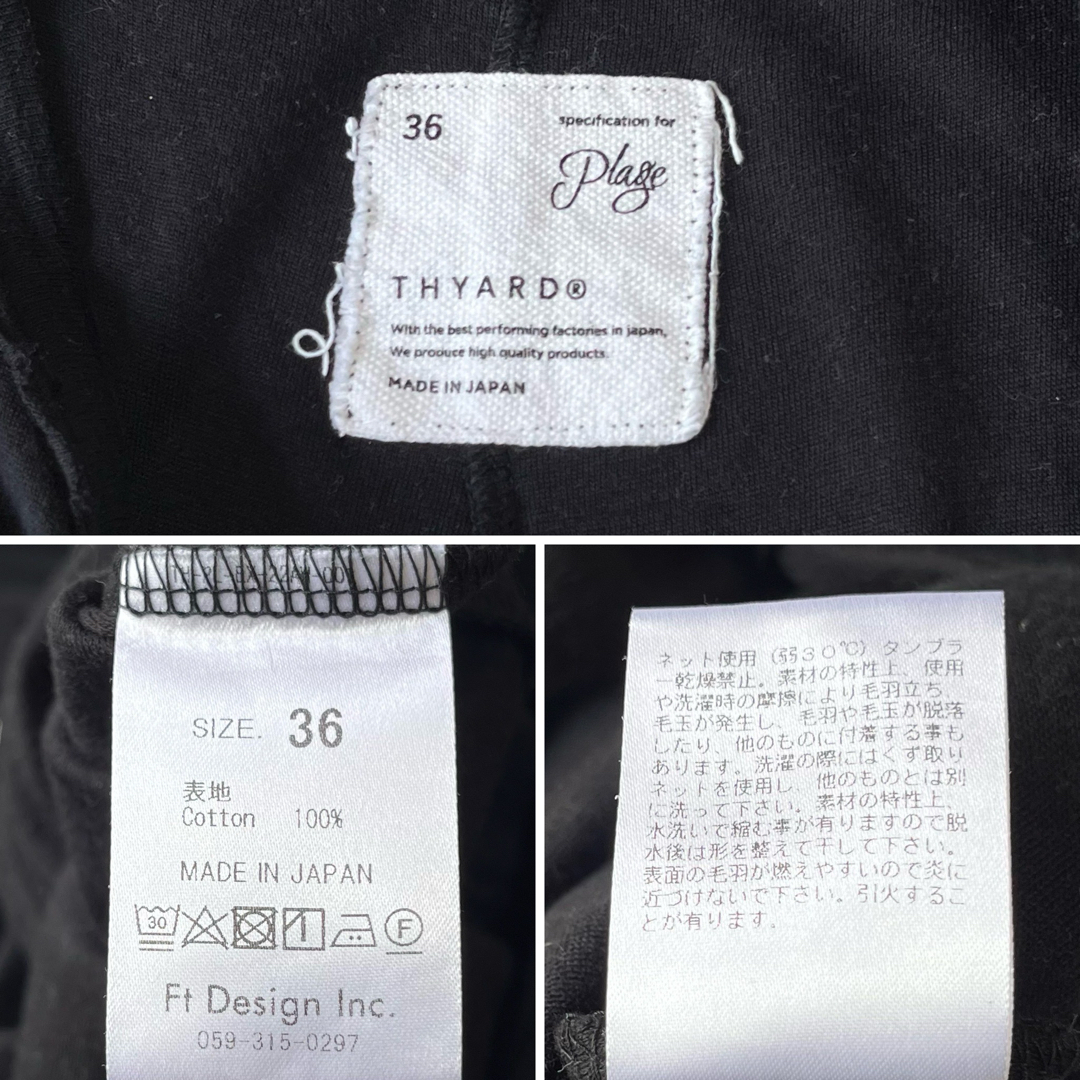 36
specification for
Plage
THYARD®
With the best performing factories in japan,
We produce high quality products.
MADE IN JAPAN
SIZE. 36
表地
Cotton 100%
MADE IN JAPAN
30
F
Ft Design Inc.
059-315-0297
ネット使用（弱30℃）タンブラ
ー乾燥禁止。素材の特性上、使用
や洗濯時の摩擦により毛羽立ち、
毛玉が発生し、毛羽や毛玉が脱落
したり、他のものに付着する事も
あります。洗濯の際にはくず取り
ネットを使用し、他のものとは別
に洗って下さい。素材の特性上、
水洗いで縮む事が有りますので脱
水後は形を整えて干して下さい。
表面の毛羽が燃えやすいので炎に
近づけないで下さい。引火するこ
とが有ります。